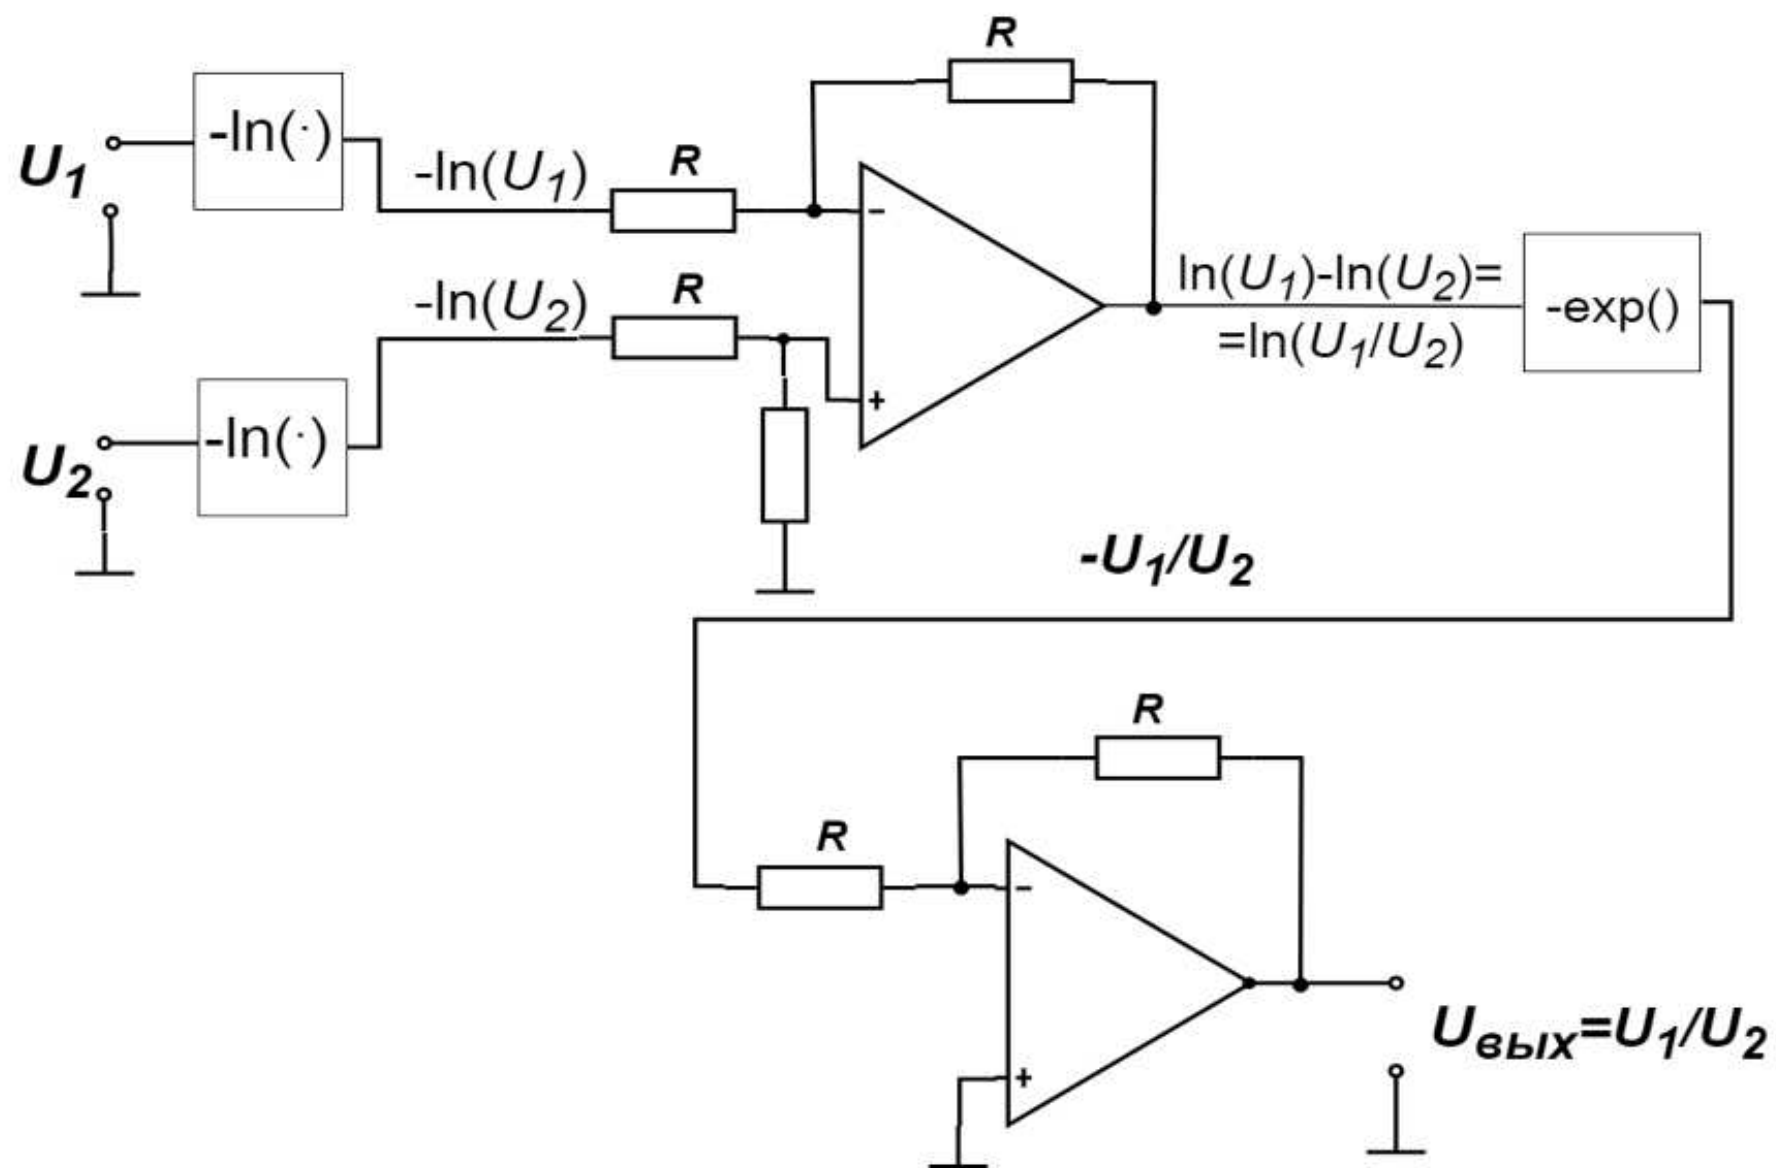 R
-ln(·)
U1
-ln(U1)
R
−
ln(U1)-ln(U2)=
=ln(U1/U2)
-exp()
-ln(U2)
R
+
-ln(·)
U2
-U1/U2
R
R
−
Uвых=U1/U2
+